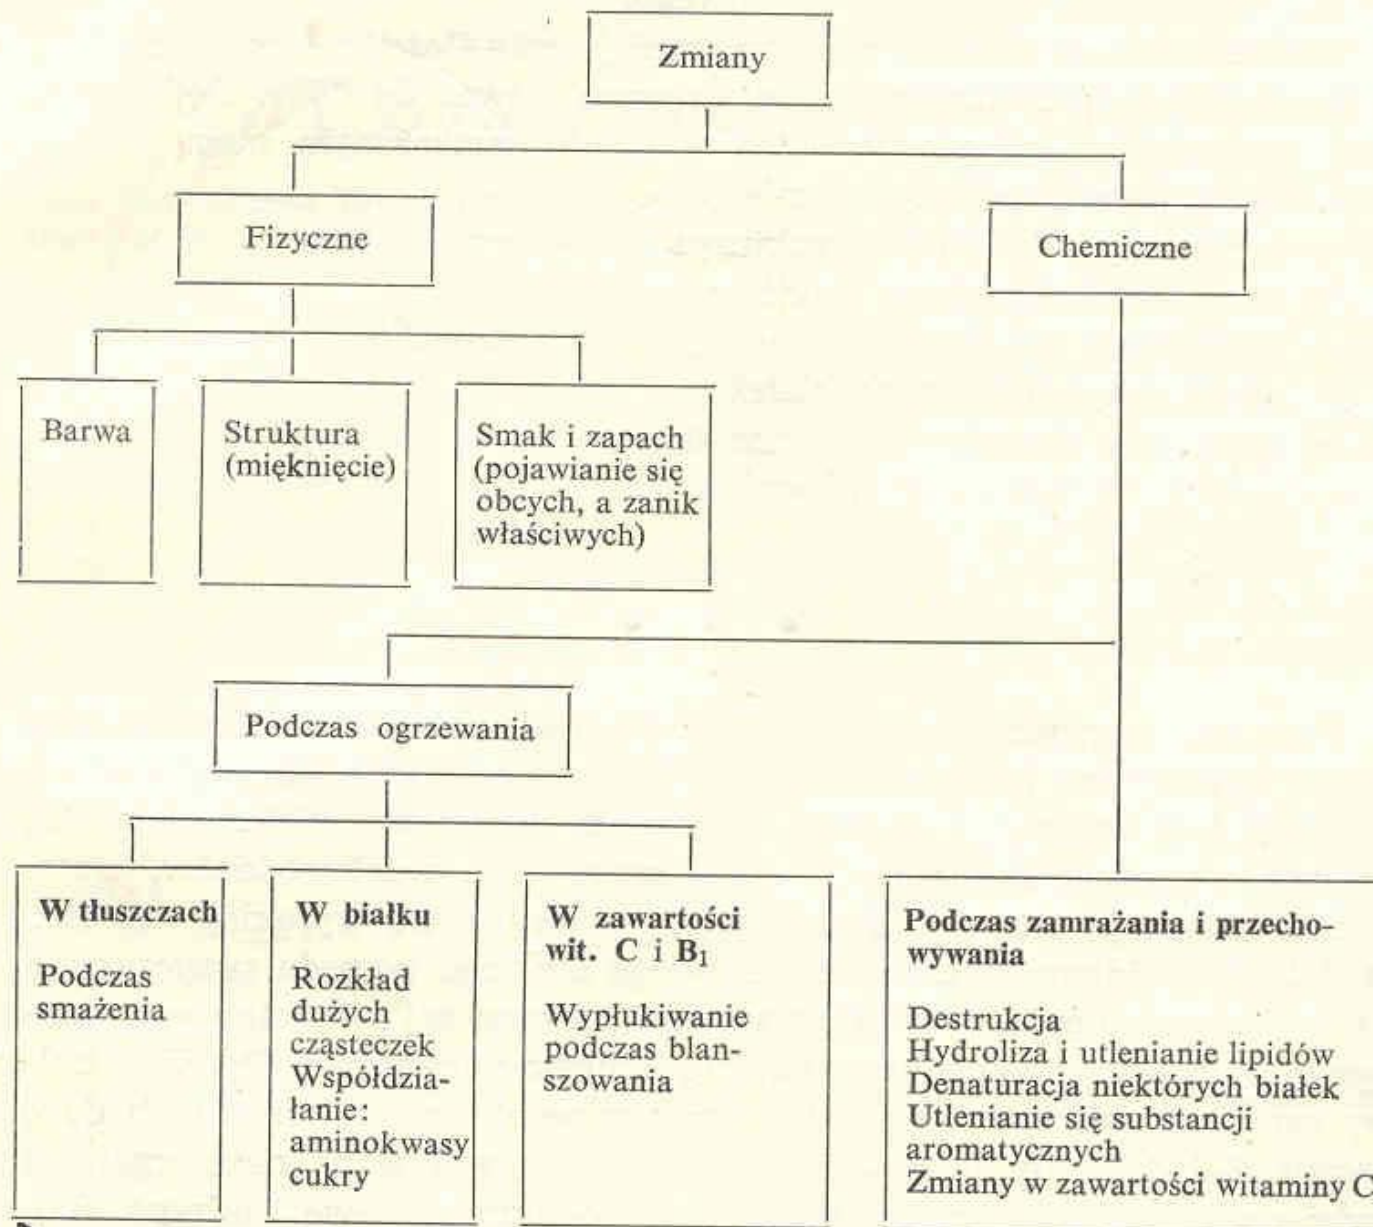 Zmiany
Fizyczne
Chemiczne
Barwa
Struktura
(mięknięcie)
Smak i zapach
(pojawianie się
obcych, a zanik
właściwych)
Podczas ogrzewania
W tłuszczach
Podczas
smażenia
W białku
Rozkład
dużych
cząsteczek
Współdzia-
łanie:
aminokwasy
cukry
W zawartości
wit. C i B₁
Wypłukiwanie
podczas blan-
szowania
Podczas zamrażania i przecho-
wywania
Destrukcja
Hydroliza i utlenianie lipidów
Denaturacja niektórych białek
Utlenianie się substancji
aromatycznych
Zmiany w zawartości witaminy C